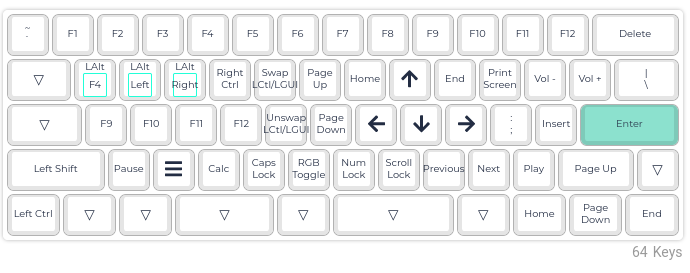 ~
` F1 F2 F3 F4 F5 F6 F7 F8 F9 F10 F11 F12 Delete
▽ LAlt F4 LAlt Left LAlt Right Right Ctrl Swap LCtl/LGUI Page Up Home ↑ End Print Screen Vol - Vol + | \
▽ F9 F10 F11 F12 Unswap LCtl/LGUI Page Down ← ↓ → : ; Insert Enter
Left Shift Pause ☰ Calc Caps Lock RGB Toggle Num Lock Scroll Lock Previous Next Play Page Up ▽
Left Ctrl ▽ ▽ ▽ ▽ ▽ ▽ Home Page Down End
64 Keys